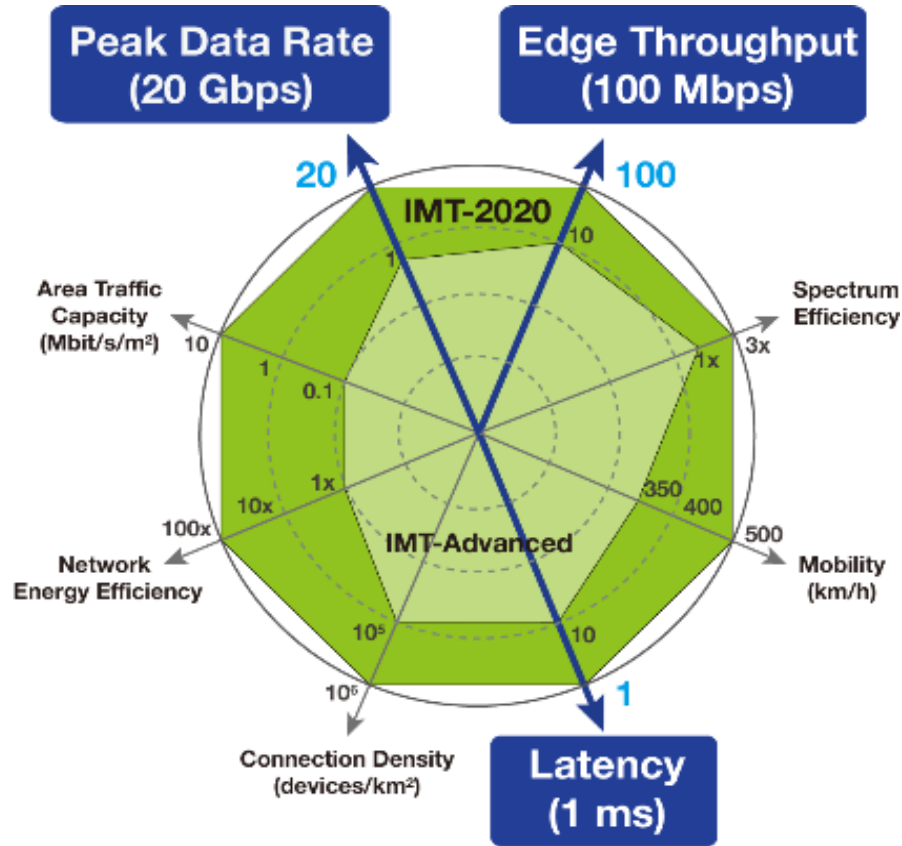 Peak Data Rate
(20 Gbps)
Edge Throughput
(100 Mbps)
20
100
IMT-2020
1
10
Area Traffic
Capacity
(Mbit/s/m²)
10
1
0.1
Spectrum
Efficiency
1x
3x
1x
10x
100x
Network
Energy Efficiency
350
400
500
Mobility
(km/h)
IMT-Advanced
10⁵
10⁶
Connection Density
(devices/km²)
10
1
Latency
(1 ms)